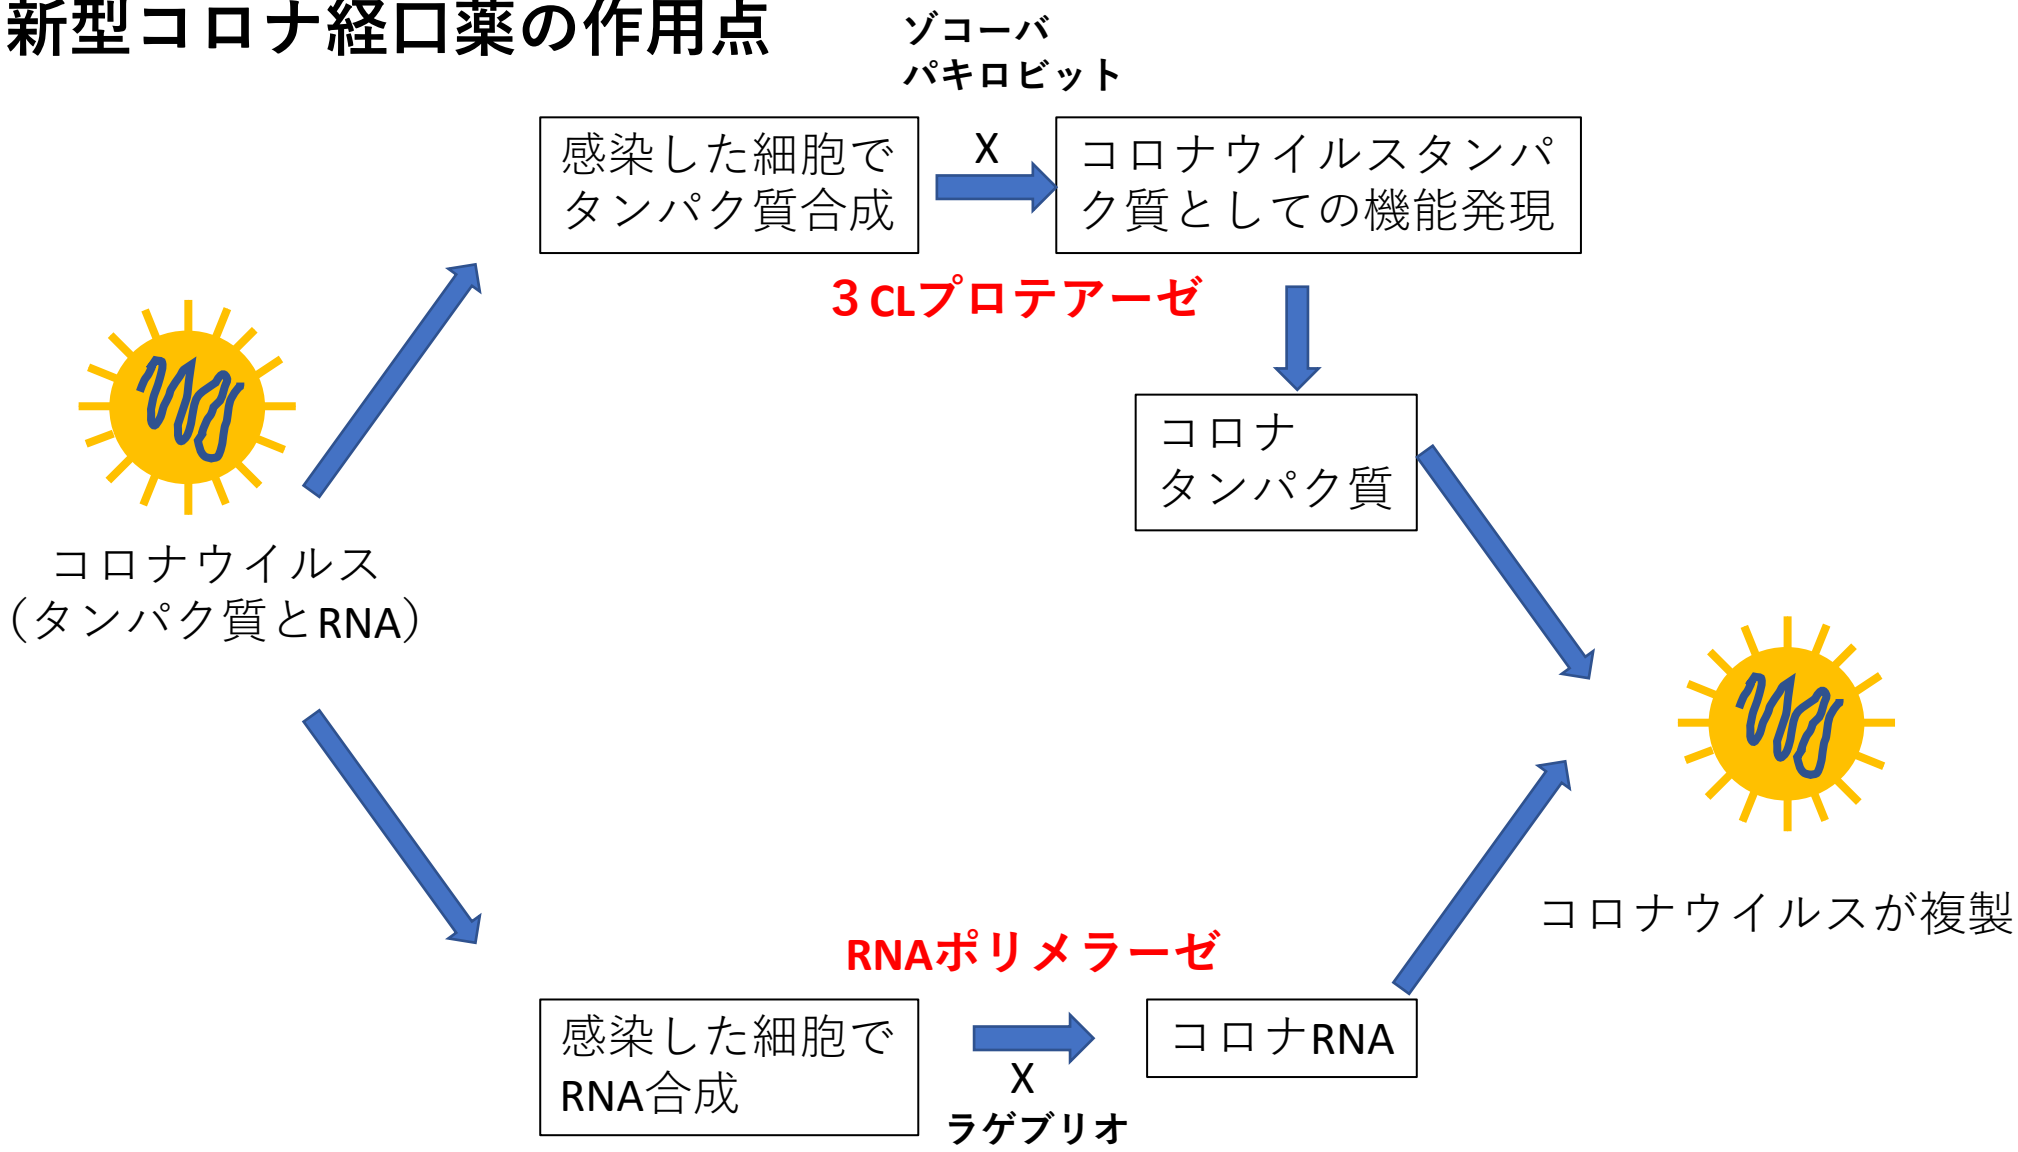 新型コロナ経口薬の作用点
ゾコーバ
パキロビット
感染した細胞で
タンパク質合成
X
コロナウイルスタンパ
ク質としての機能発現
３CLプロテアーゼ
コロナ
タンパク質
コロナウイルス
（タンパク質とRNA）
コロナウイルスが複製
RNAポリメラーゼ
感染した細胞で
RNA合成
X
ラゲブリオ
コロナRNA